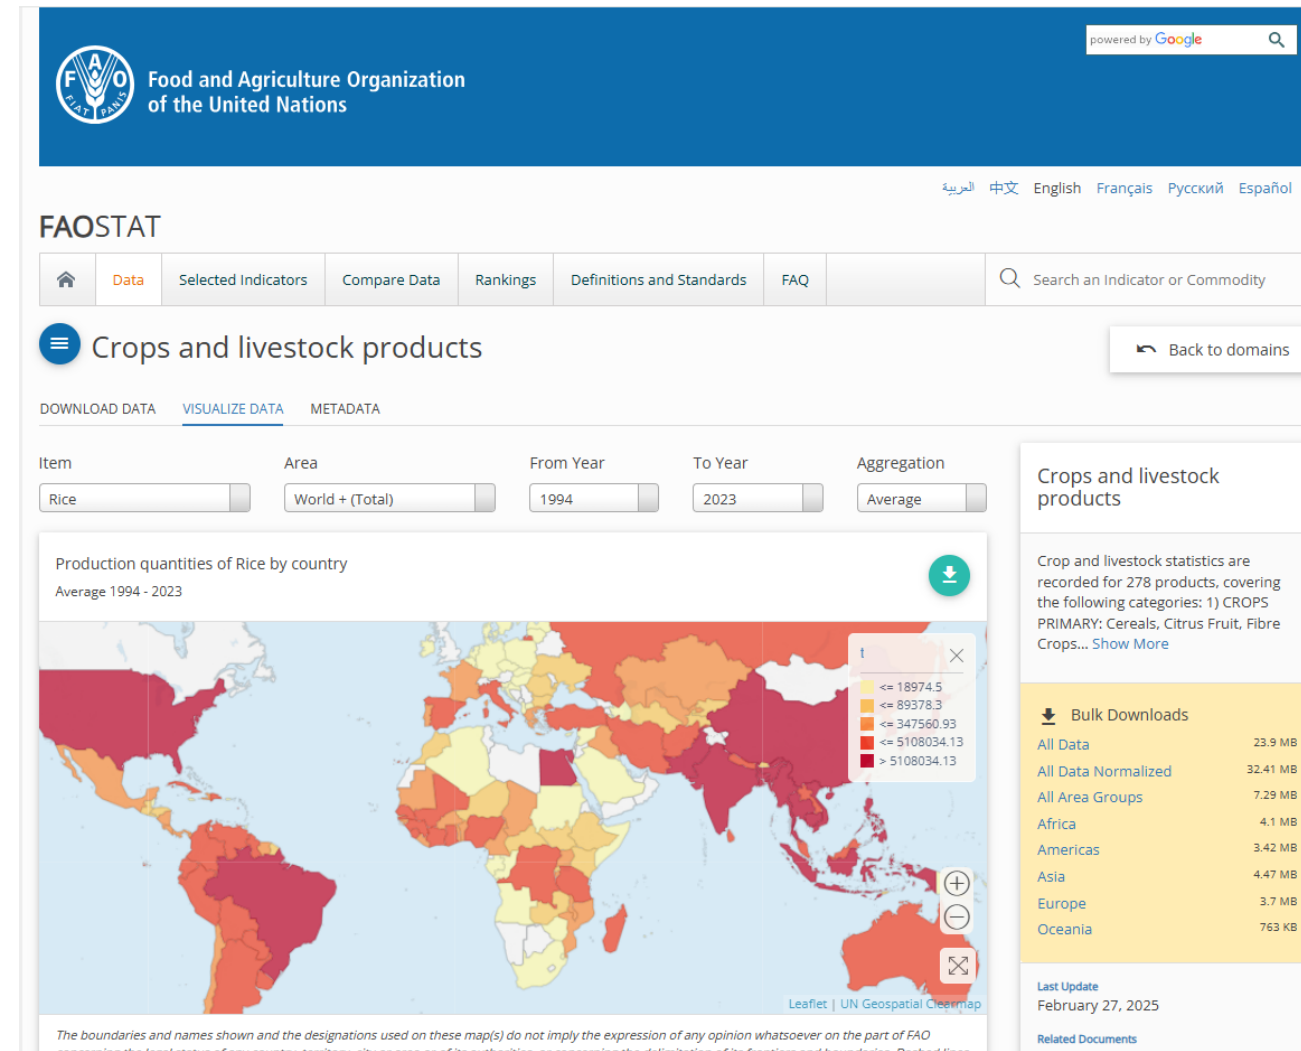 powered by Google
F A O
FIAT PANIS
Food and Agriculture Organization
of the United Nations
العربية 中文 English Français Русский Español
FAOSTAT
Data Selected Indicators Compare Data Rankings Definitions and Standards FAQ Search an Indicator or Commodity
Crops and livestock products
Back to domains
DOWNLOAD DATA VISUALIZE DATA METADATA
Item Area From Year To Year Aggregation
Rice World + (Total) 1994 2023 Average
Production quantities of Rice by country
Average 1994 - 2023
t
<= 18974.5
<= 89378.3
<= 347560.93
<= 5108034.13
> 5108034.13
Leaflet | UN Geospatial Clearmap
The boundaries and names shown and the designations used on these map(s) do not imply the expression of any opinion whatsoever on the part of FAO
Crops and livestock
products
Crop and livestock statistics are
recorded for 278 products, covering
the following categories: 1) CROPS
PRIMARY: Cereals, Citrus Fruit, Fibre
Crops... Show More
Bulk Downloads
All Data 23.9 MB
All Data Normalized 32.41 MB
All Area Groups 7.29 MB
Africa 4.1 MB
Americas 3.42 MB
Asia 4.47 MB
Europe 3.7 MB
Oceania 763 KB
Last Update
February 27, 2025
Related Documents